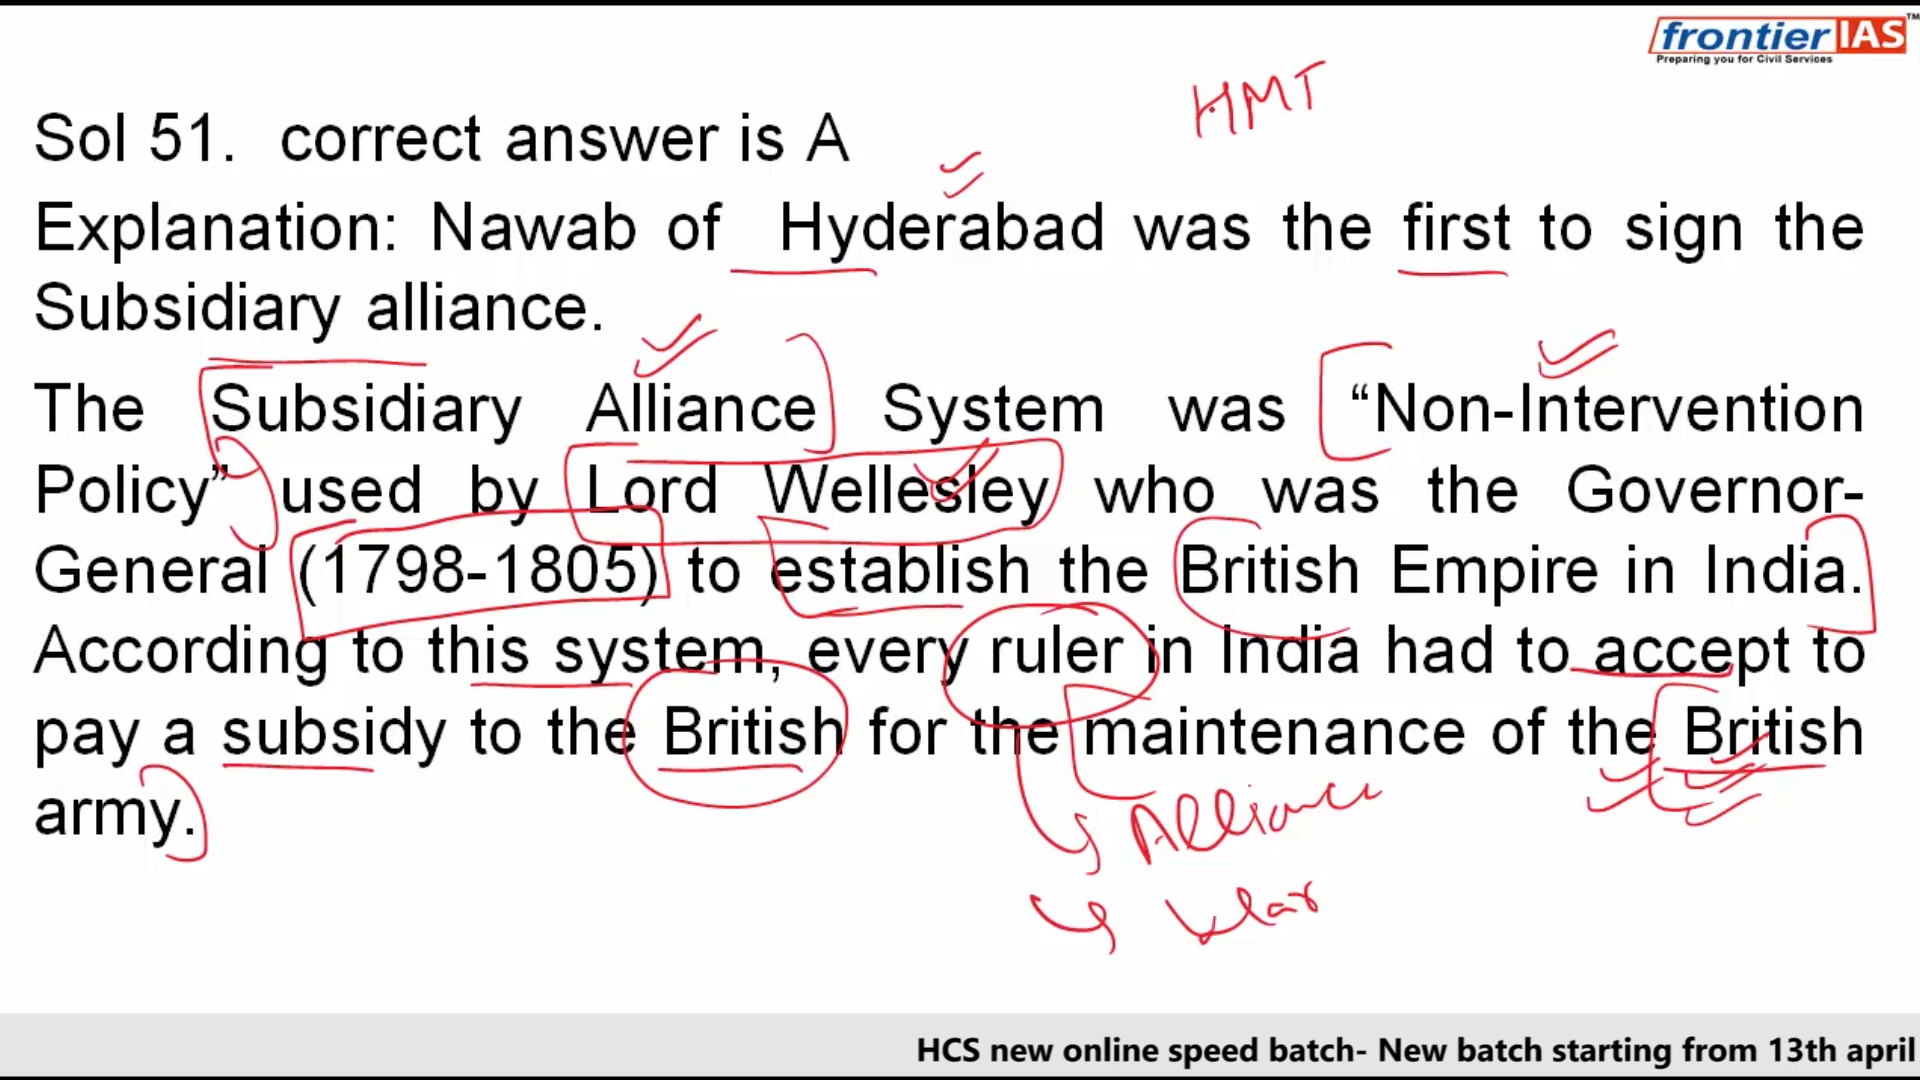 frontier IAS™
Preparing you for Civil Services
HMT
Sol 51. correct answer is A
Explanation: Nawab of Hyderabad was the first to sign the
Subsidiary alliance.
The Subsidiary Alliance System was “Non-Intervention
Policy” used by Lord Wellesley who was the Governor-
General (1798-1805) to establish the British Empire in India.
According to this system, every ruler in India had to accept to
pay a subsidy to the British for the maintenance of the British
army.
Alliance
War
HCS new online speed batch- New batch starting from 13th april